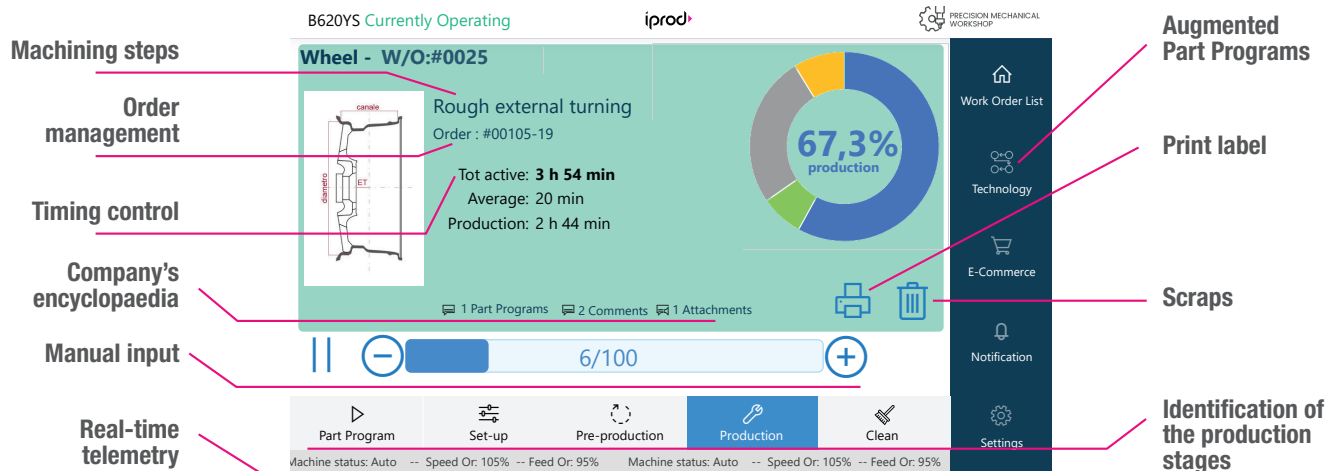 B620YS Currently Operating
iprod
PRECISION MECHANICAL
WORKSHOP
Machining steps
Order
management
Timing control
Company's
encyclopaedia
Manual input
Real-time
telemetry
Wheel - W/O:#0025
canale
diametro
ET
Rough external turning
Order : #00105-19
Tot active: 3 h 54 min
Average: 20 min
Production: 2 h 44 min
67,3%
production
1 Part Programs 2 Comments 1 Attachments
6/100
Part Program
Set-up
Pre-production
Production
Clean
Machine status: Auto -- Speed Or: 105% -- Feed Or: 95% Machine status: Auto -- Speed Or: 105% -- Feed Or: 95%
Work Order List
Technology
E-Commerce
Notification
Settings
Augmented
Part Programs
Print label
Scraps
Identification of
the production
stages